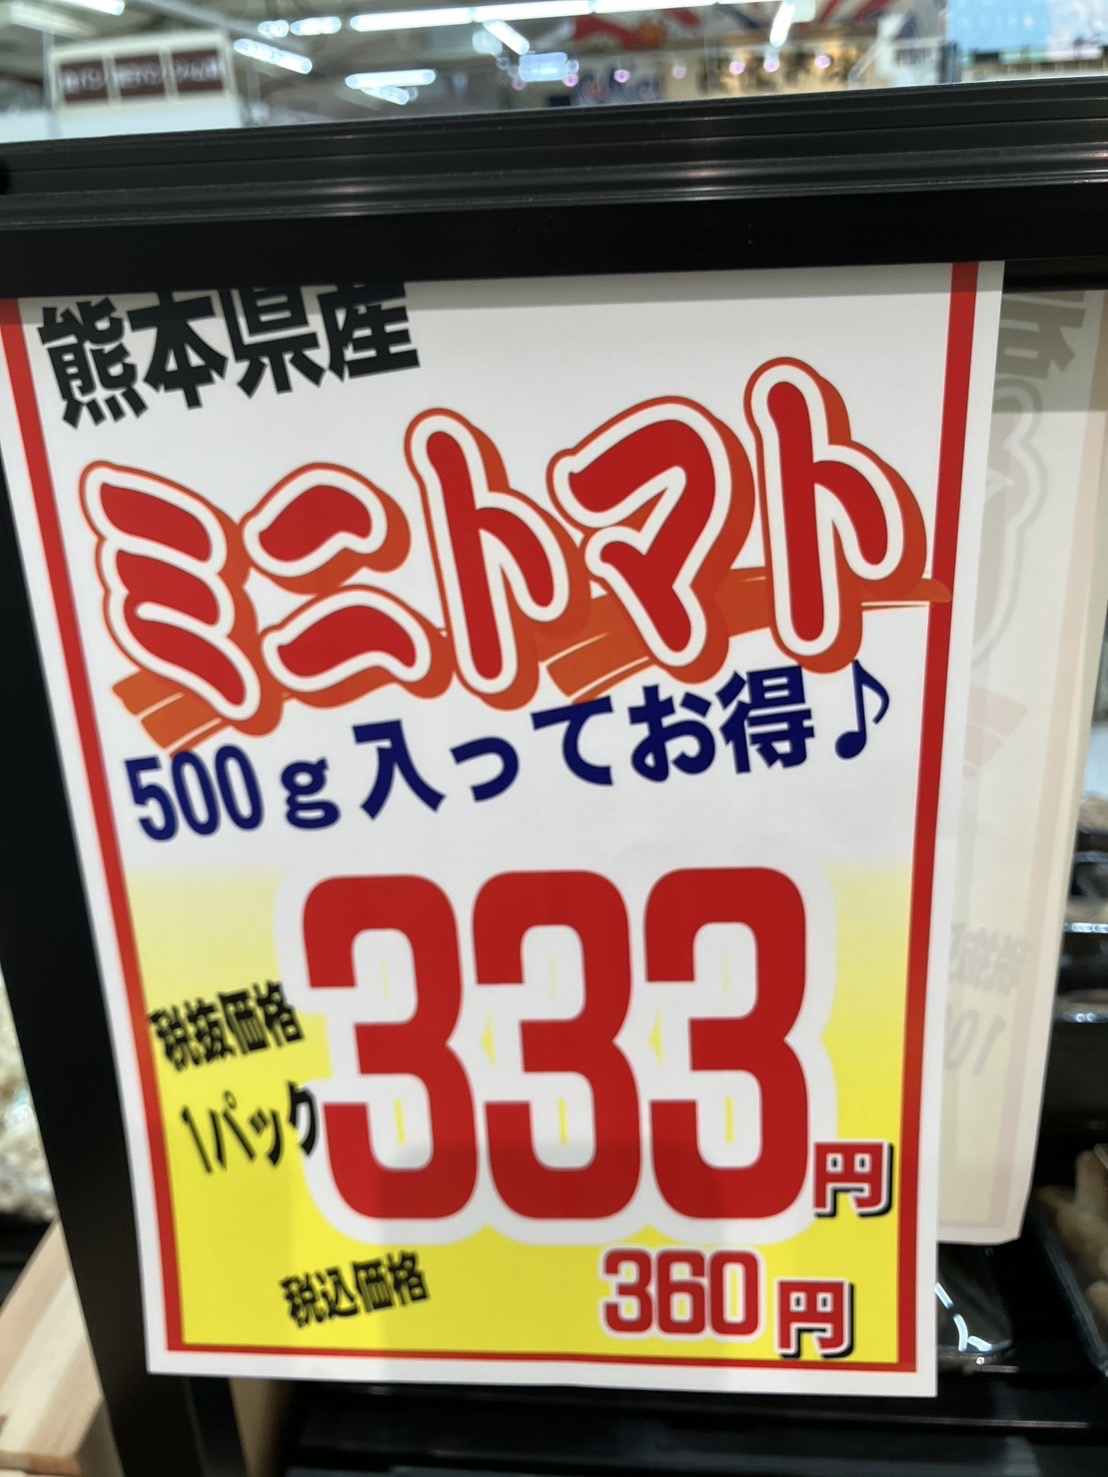 熊本県産
ミニトマト
500g入ってお得♪
税抜価格
1パック
333円
税込価格 360円